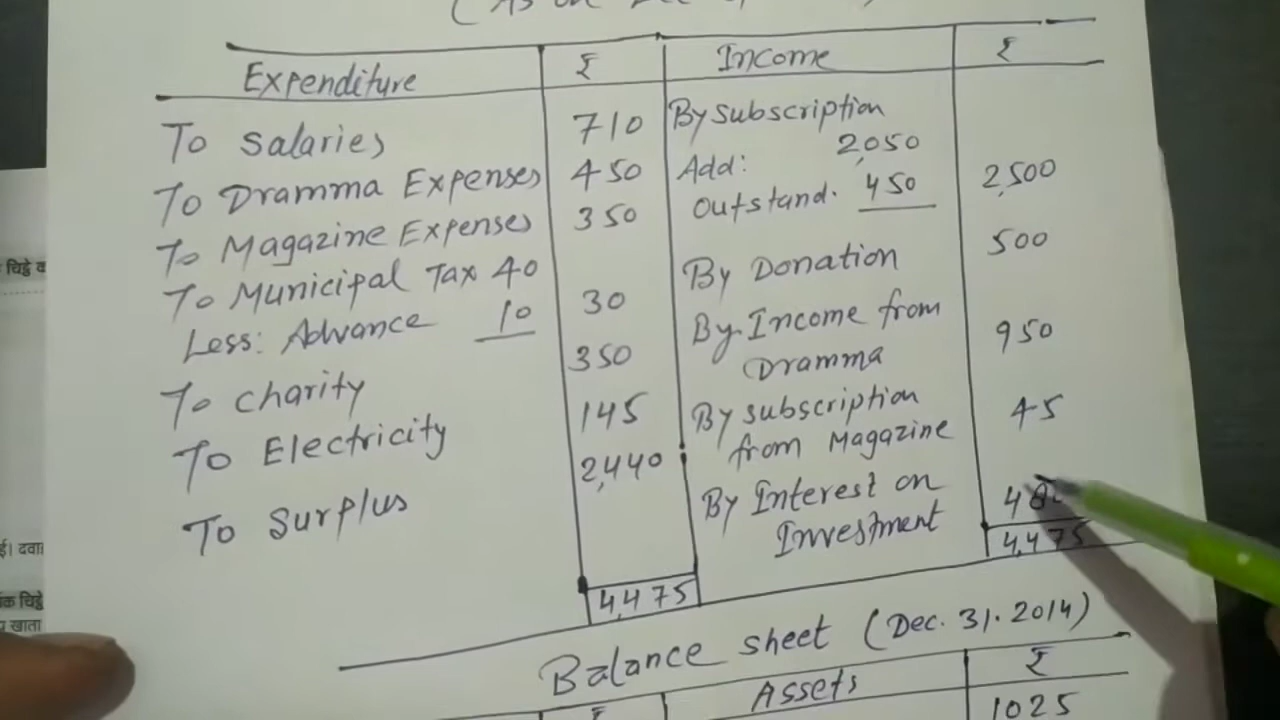 Expenditure ₹ Income ₹
To Salaries 710 By subscription
2,050
To Dramma Expenses 450 Add:
Outstand. 450 2,500
To Magazine Expenses 350
By Donation 500
To Municipal Tax 40
Less: Advance 10 30
By Income from
Dramma 950
To Charity 350
By subscription
from Magazine 45
To Electricity 145
By Interest on
Investment
To Surplus 2,440
4,475 4,475
Balance sheet (Dec. 31. 2014)
₹ Assets ₹
1025
चिट्ठे